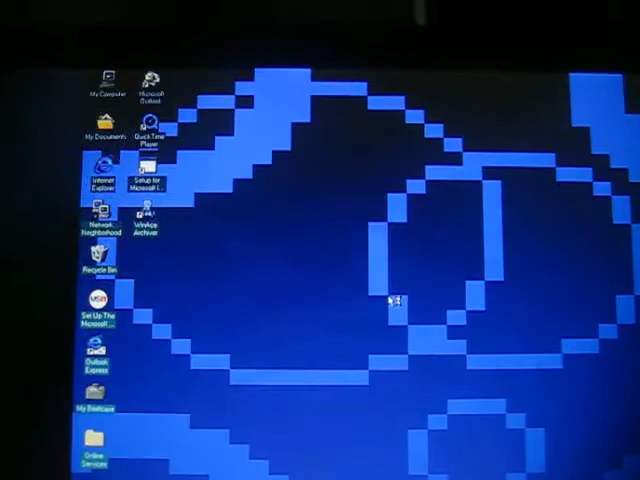 My Computer
Microsoft
Outlook
My Documents
QuickTime
Player
Internet
Explorer
Setup for
Microsoft I...
Network
Neighborhood
WinAce
Archiver
Recycle Bin
MSN
Set Up The
Microsoft ...
Outlook
Express
My Briefcase
Online
Services